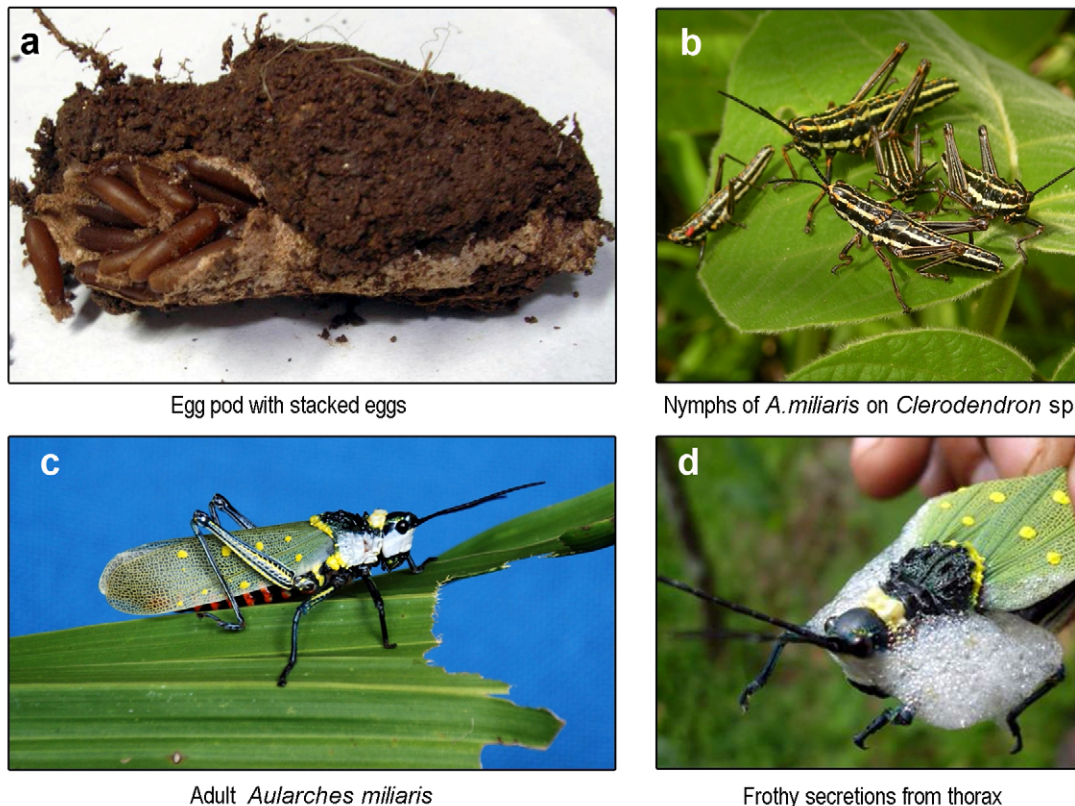 a
b
Egg pod with stacked eggs
Nymphs of A.miliaris on Clerodendron sp
c
d
Adult Aularches miliaris
Frothy secretions from thorax